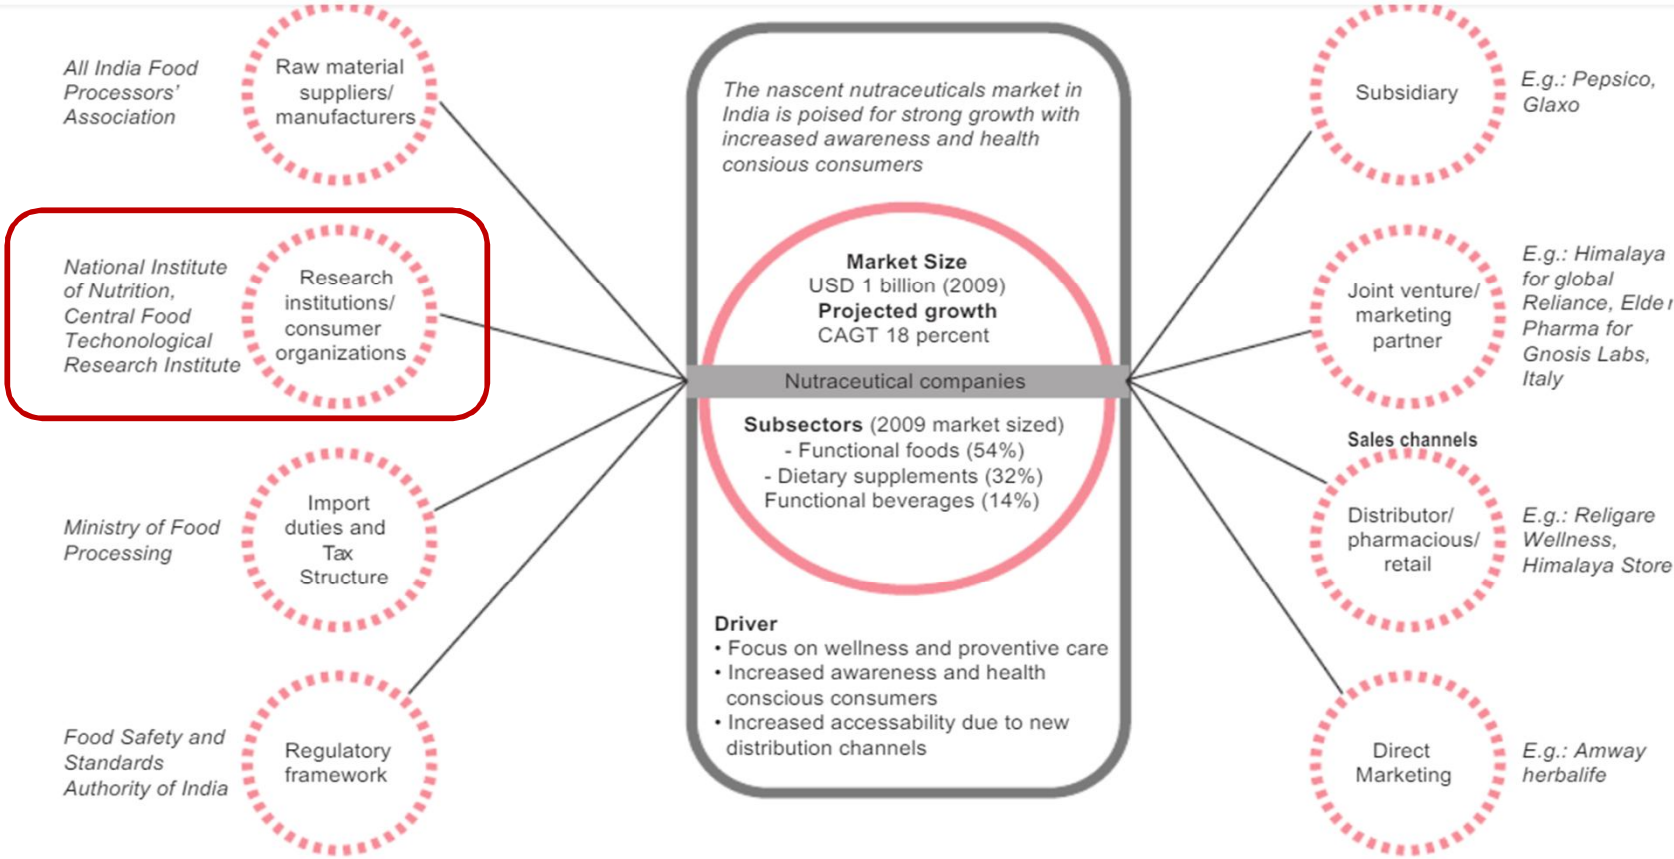 All India Food
Processors'
Association
Raw material
suppliers/
manufacturers
National Institute
of Nutrition,
Central Food
Techonological
Research Institute
Research
institutions/
consumer
organizations
Ministry of Food
Processing
Import
duties and
Tax
Structure
Food Safety and
Standards
Authority of India
Regulatory
framework
The nascent nutraceuticals market in
India is poised for strong growth with
increased awareness and health
consious consumers
Market Size
USD 1 billion (2009)
Projected growth
CAGT 18 percent
Nutraceutical companies
Subsectors (2009 market sized)
- Functional foods (54%)
- Dietary supplements (32%)
Functional beverages (14%)
Driver
• Focus on wellness and proventive care
• Increased awareness and health
conscious consumers
• Increased accessability due to new
distribution channels
Subsidiary
E.g.: Pepsico,
Glaxo
Joint venture/
marketing
partner
E.g.: Himalaya
for global
Reliance, Elder
Pharma for
Gnosis Labs,
Italy
Sales channels
Distributor/
pharmacious/
retail
E.g.: Religare
Wellness,
Himalaya Store
Direct
Marketing
E.g.: Amway
herbalife